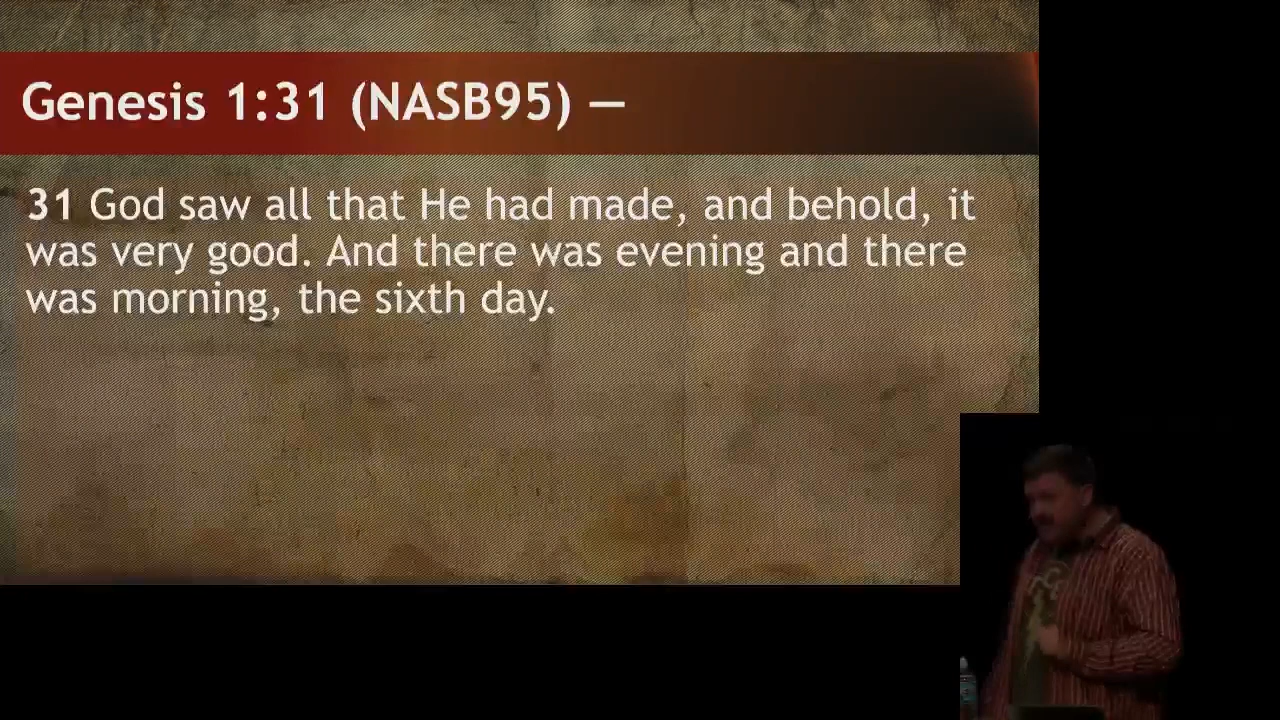 Genesis 1:31 (NASB95) —
31 God saw all that He had made, and behold, it
was very good. And there was evening and there
was morning, the sixth day.